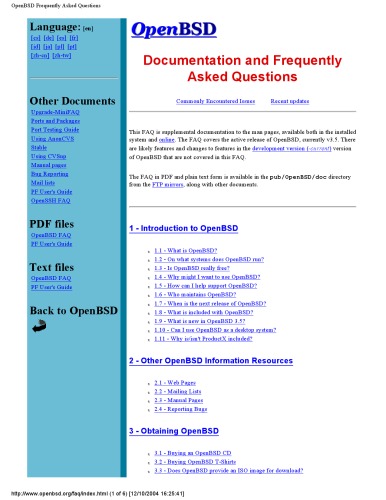 OpenBSD Frequently Asked Questions
Language: [en]
[cs] [de] [es] [fr]
[id] [ja] [pl] [pt]
[zh-cn] [zh-tw]
Other Documents
Upgrade-MiniFAQ
Ports and Packages
Port Testing Guide
Using AnonCVS
Stable
Using CVSup
Manual pages
Bug Reporting
Mail lists
PF User's Guide
OpenSSH FAQ
PDF files
OpenBSD FAQ
PF User's Guide
Text files
OpenBSD FAQ
PF User's Guide
Back to OpenBSD
OpenBSD
Documentation and Frequently
Asked Questions
Commonly Encountered Issues Recent updates
This FAQ is supplemental documentation to the man pages, available both in the installed
system and online. The FAQ covers the active release of OpenBSD, currently v3.5. There
are likely features and changes to features in the development version (-current) version
of OpenBSD that are not covered in this FAQ.
The FAQ in PDF and plain text form is available in the pub/OpenBSD/doc directory
from the FTP mirrors, along with other documents.
1 - Introduction to OpenBSD
1.1 - What is OpenBSD?
1.2 - On what systems does OpenBSD run?
1.3 - Is OpenBSD really free?
1.4 - Why might I want to use OpenBSD?
1.5 - How can I help support OpenBSD?
1.6 - Who maintains OpenBSD?
1.7 - When is the next release of OpenBSD?
1.8 - What is included with OpenBSD?
1.9 - What is new in OpenBSD 3.5?
1.10 - Can I use OpenBSD as a desktop system?
1.11 - Why is/isn't ProductX included?
2 - Other OpenBSD Information Resources
2.1 - Web Pages
2.2 - Mailing Lists
2.3 - Manual Pages
2.4 - Reporting Bugs
3 - Obtaining OpenBSD
3.1 - Buying an OpenBSD CD
3.2 - Buying OpenBSD T-Shirts
3.3 - Does OpenBSD provide an ISO image for download?
http://www.openbsd.org/faq/index.html (1 of 6) [12/10/2004 16:25:41]